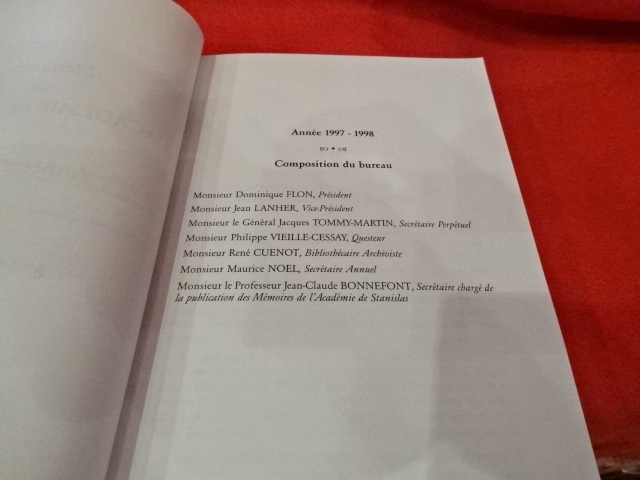 Année 1997 - 1998
Composition du bureau
Monsieur Dominique FLON, Président
Monsieur Jean LANHER, Vice-Président
Monsieur le Général Jacques TOMMY-MARTIN, Secrétaire Perpétuel
Monsieur Philippe VIEILLE-CESSAY, Questeur
Monsieur René CUENOT, Bibliothécaire Archiviste
Monsieur Maurice NOEL, Secrétaire Annuel
Monsieur le Professeur Jean-Claude BONNEFONT, Secrétaire chargé de
la publication des Mémoires de l'Académie de Stanislas